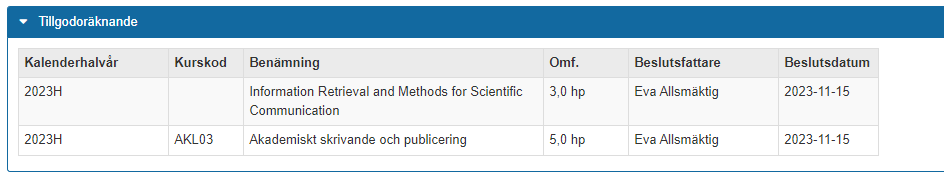 Tillgodoräknande
Kalenderhalvår Kurskod Benämning Omf. Beslutsfattare Beslutsdatum
2023H Information Retrieval and Methods for Scientific 3,0 hp Eva Allsmäktig 2023-11-15
Communication
2023H AKL03 Akademiskt skrivande och publicering 5,0 hp Eva Allsmäktig 2023-11-15